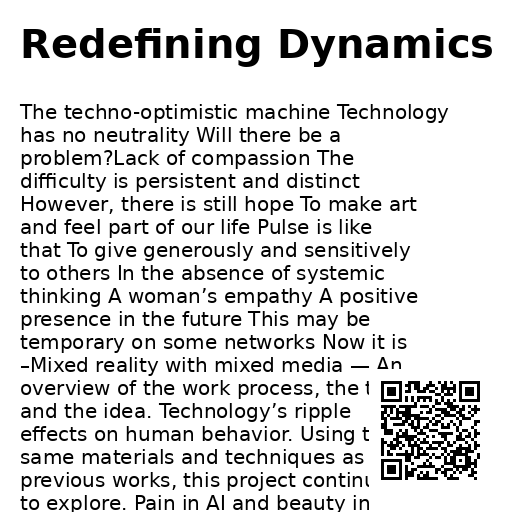 Redefining Dynamics
The techno-optimistic machine Technology
has no neutrality Will there be a
problem?Lack of compassion The
difficulty is persistent and distinct
However, there is still hope To make art
and feel part of our life Pulse is like
that To give generously and sensitively
to others In the absence of systemic
thinking A woman’s empathy A positive
presence in the future This may be
temporary on some networks Now it is
–Mixed reality with mixed media — An
overview of the work process, the
and the idea. Technology’s ripple
effects on human behavior. Using
same materials and techniques as
previous works, this project
to explore. Pain in AI and beauty in